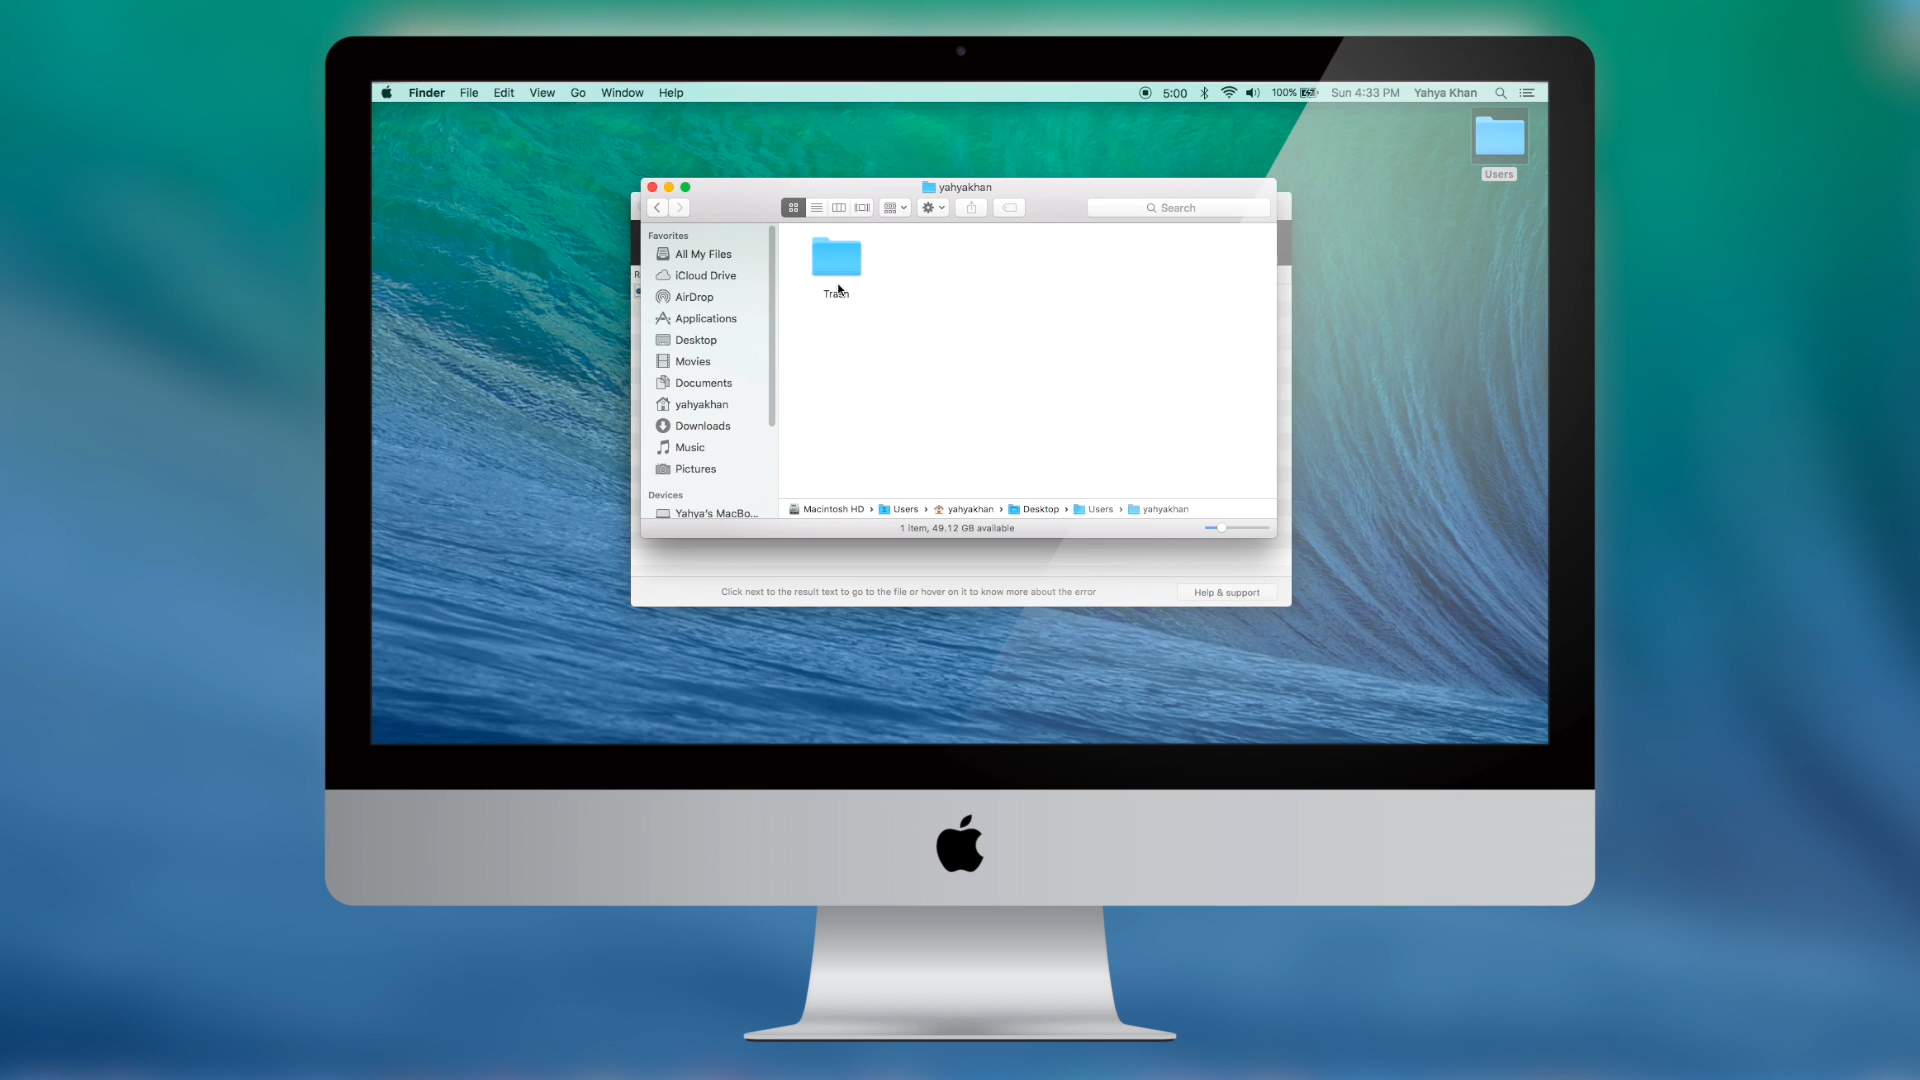 Finder File Edit View Go Window Help 5:00 100% Sun 4:33 PM Yahya Khan
Users
yahyakhan
Search
Favorites
All My Files
iCloud Drive
AirDrop
Applications
Desktop
Movies
Documents
yahyakhan
Downloads
Music
Pictures
Devices
Yahya's MacBo...
Trash
Macintosh HD › Users › yahyakhan › Desktop › Users › yahyakhan
1 item, 49.12 GB available
Click next to the result text to go to the file or hover on it to know more about the error
Help & support